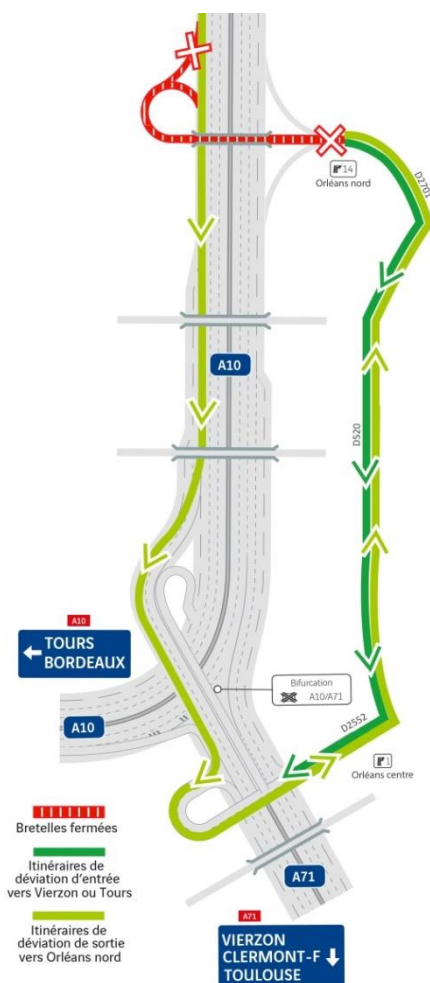 14
Orléans nord
D2701
A10
D520
A10
TOURS
BORDEAUX
Bifurcation
A10/A71
A10
D2552
1
Orléans centre
Bretelles fermées
Itinéraires de
déviation d'entrée
vers Vierzon ou Tours
Itinéraires de
déviation de sortie
vers Orléans nord
A71
A71
VIERZON
CLERMONT-F
TOULOUSE